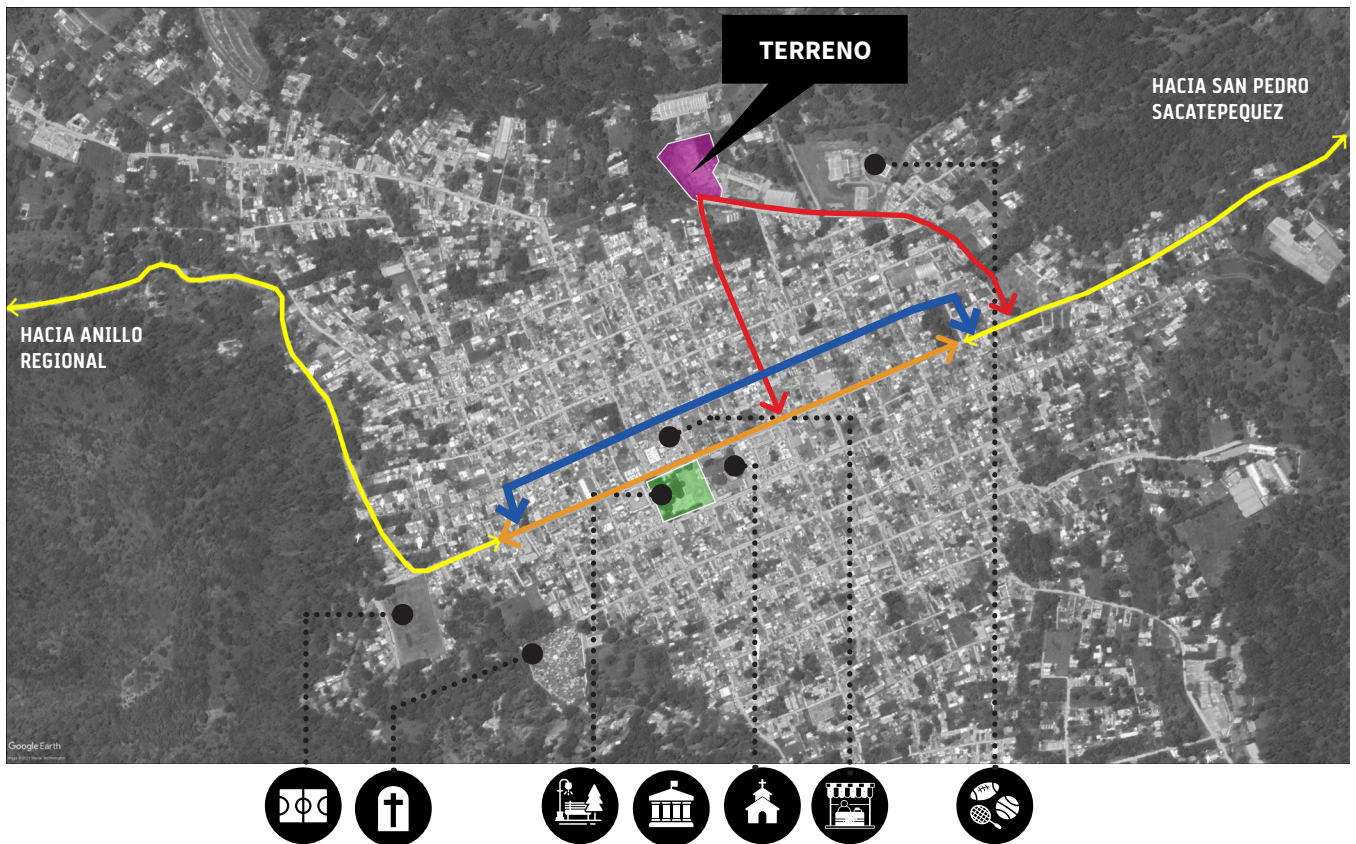 TERRENO
HACIA SAN PEDRO
SACATEPEQUEZ
HACIA ANILLO
REGIONAL
Google Earth